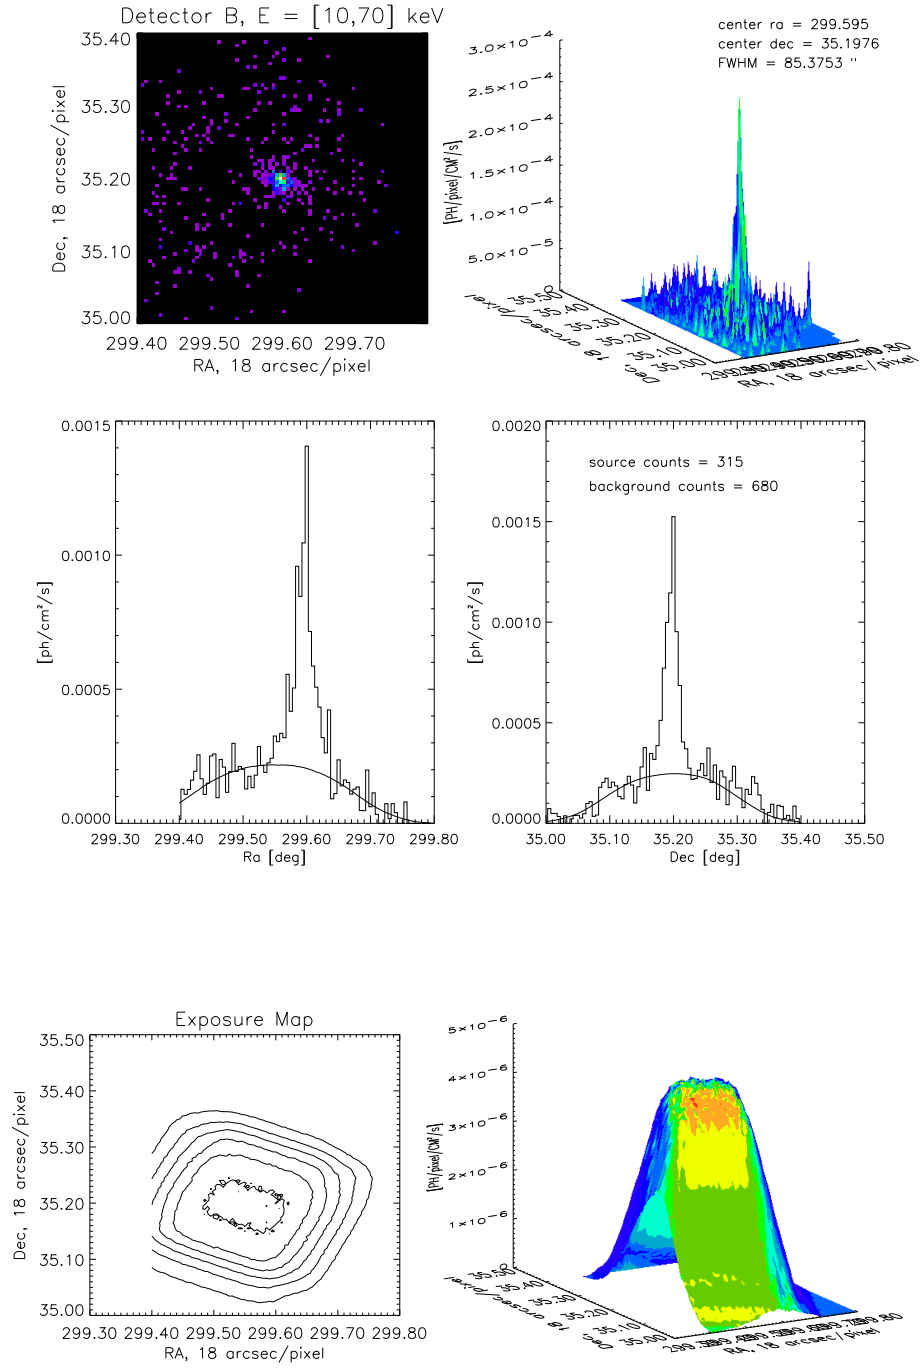 Detector B, E = [10,70] keV
35.40
35.30
35.20
35.10
35.00
Dec, 18 arcsec/pixel
299.40 299.50 299.60 299.70
RA, 18 arcsec/pixel
center ra = 299.595
center dec = 35.1976
FWHM = 85.3753 "
3.0×10-4
2.5×10-4
2.0×10-4
1.5×10-4
1.0×10-4
5.0×10-5
0
[PH/pixel/CM²/s]
35.50
35.40
35.30
35.20
35.10
35.00
Dec, 18 arcsec/pixel
RA, 18 arcsec/pixel
0.0015
0.0010
0.0005
0.0000
[ph/cm²/s]
299.30 299.40 299.50 299.60 299.70 299.80
Ra [deg]
source counts = 315
background counts = 680
0.0020
0.0015
0.0010
0.0005
0.0000
[ph/cm²/s]
35.00 35.10 35.20 35.30 35.40 35.50
Dec [deg]
Exposure Map
35.50
35.40
35.30
35.20
35.10
35.00
Dec, 18 arcsec/pixel
299.30 299.40 299.50 299.60 299.70 299.80
RA, 18 arcsec/pixel
5×10-6
4×10-6
3×10-6
2×10-6
1×10-6
0
[PH/pixel/CM²/s]
35.50
35.40
35.30
35.20
35.10
35.00
Dec, 18 arcsec/pixel
RA, 18 arcsec/pixel